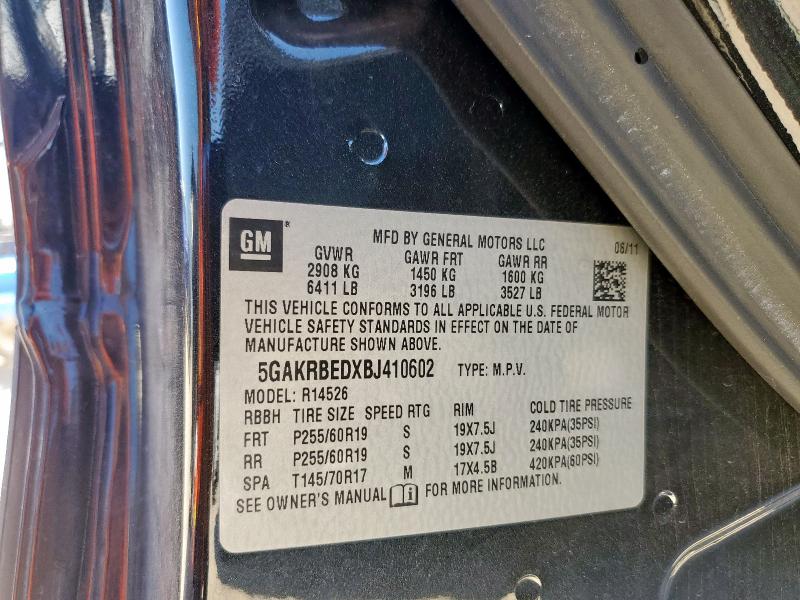 GM ®
MFD BY GENERAL MOTORS LLC 06/11
GVWR GAWR FRT GAWR RR
2908 KG 1450 KG 1600 KG
6411 LB 3196 LB 3527 LB
THIS VEHICLE CONFORMS TO ALL APPLICABLE U.S. FEDERAL MOTOR
VEHICLE SAFETY STANDARDS IN EFFECT ON THE DATE OF
MANUFACTURE SHOWN ABOVE.
5GAKRBEDXBJ410602 TYPE: M.P.V.
MODEL: R14526
RBBH TIRE SIZE SPEED RTG RIM COLD TIRE PRESSURE
FRT P255/60R19 S 19X7.5J 240KPA(35PSI)
RR P255/60R19 S 19X7.5J 240KPA(35PSI)
SPA T145/70R17 M 17X4.5B 420KPA(60PSI)
SEE OWNER'S MANUAL FOR MORE INFORMATION.